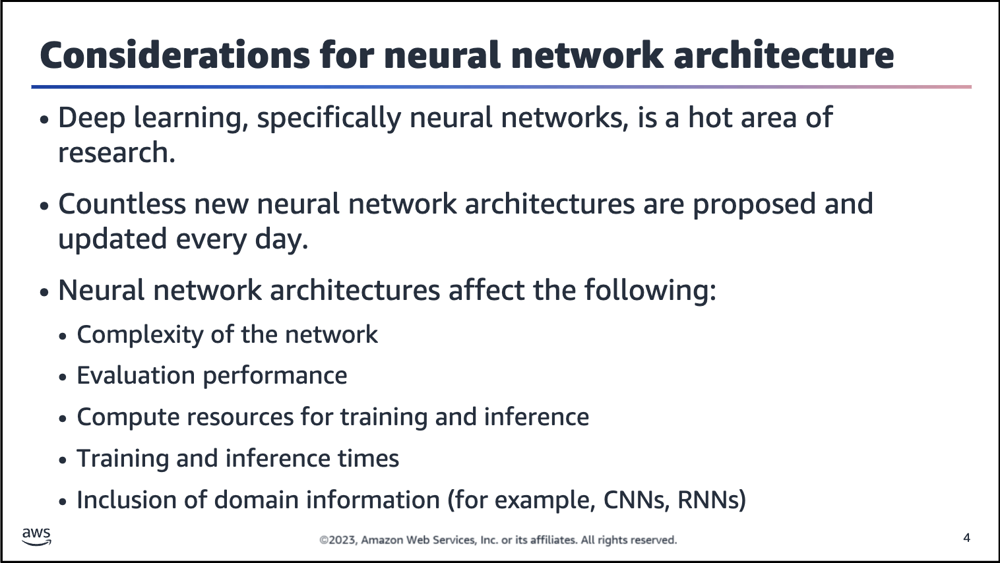 Considerations for neural network architecture
• Deep learning, specifically neural networks, is a hot area of
research.
• Countless new neural network architectures are proposed and
updated every day.
• Neural network architectures affect the following:
• Complexity of the network
• Evaluation performance
• Compute resources for training and inference
• Training and inference times
• Inclusion of domain information (for example, CNNs, RNNs)
aws
©2023, Amazon Web Services, Inc. or its affiliates. All rights reserved.
4